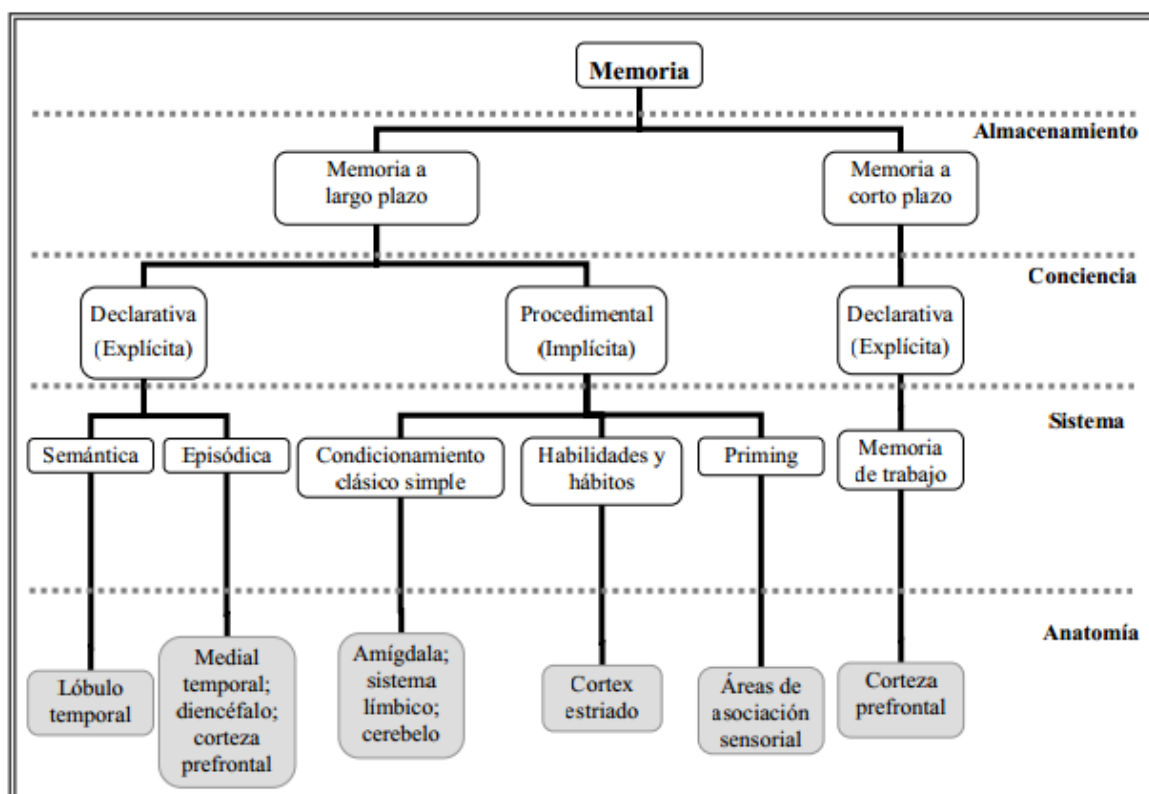 Memoria
Almacenamiento
Memoria a
largo plazo
Memoria a
corto plazo
Conciencia
Declarativa
(Explícita)
Procedimental
(Implícita)
Declarativa
(Explícita)
Sistema
Semántica
Episódica
Condicionamiento
clásico simple
Habilidades y
hábitos
Priming
Memoria
de trabajo
Anatomía
Lóbulo
temporal
Medial
temporal;
diencéfalo;
corteza
prefrontal
Amígdala;
sistema
límbico;
cerebelo
Cortex
estriado
Áreas de
asociación
sensorial
Corteza
prefrontal